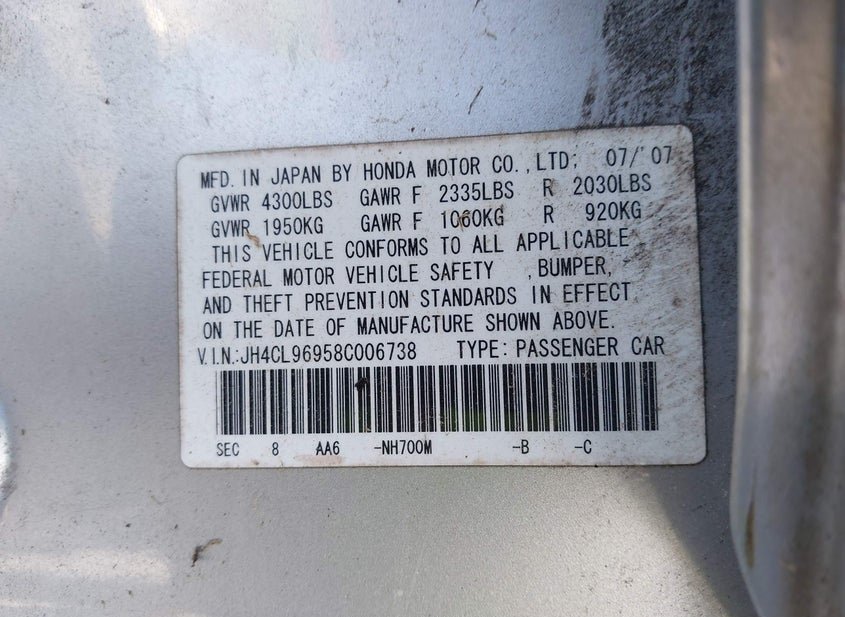 MFD. IN JAPAN BY HONDA MOTOR CO.,LTD. 07/'07
GVWR 4300LBS GAWR F 2335LBS R 2030LBS
GVWR 1950KG GAWR F 1060KG R 920KG
THIS VEHICLE CONFORMS TO ALL APPLICABLE
FEDERAL MOTOR VEHICLE SAFETY ,BUMPER,
AND THEFT PREVENTION STANDARDS IN EFFECT
ON THE DATE OF MANUFACTURE SHOWN ABOVE.
V.I.N.:JH4CL96958C006738 TYPE: PASSENGER CAR
SEC 8 AA6 -NH700M -B -C